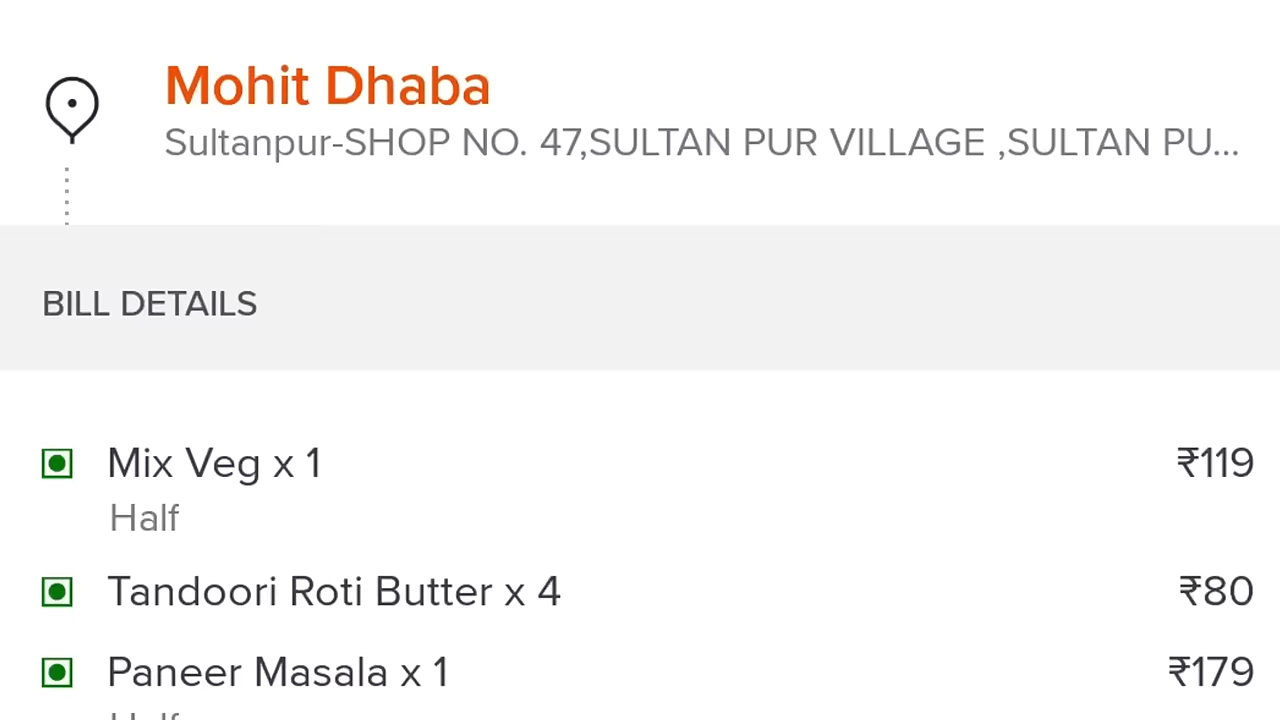 Mohit Dhaba
Sultanpur-SHOP NO. 47,SULTAN PUR VILLAGE ,SULTAN PU...
BILL DETAILS
Mix Veg x 1 ₹119
Half
Tandoori Roti Butter x 4 ₹80
Paneer Masala x 1 ₹179